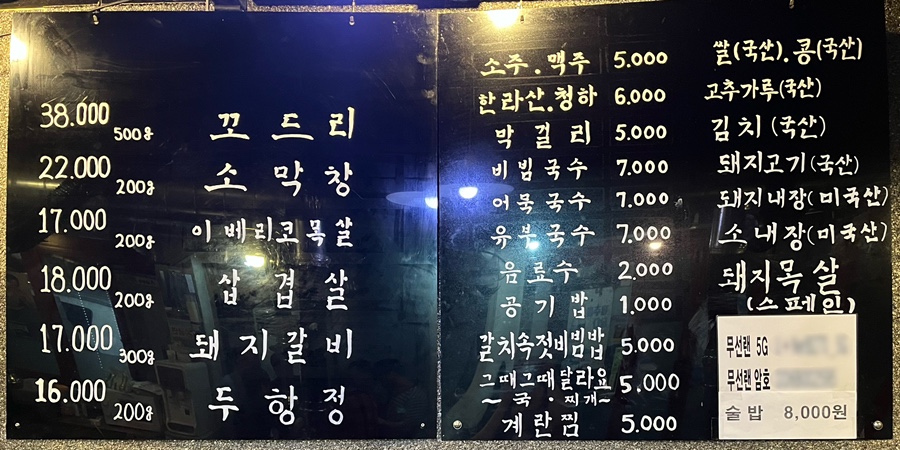 38.000 500g 꼬드리
22.000 200g 소막창
17.000 200g 이베리코목살
18.000 200g 삼겹살
17.000 300g 돼지갈비
16.000 200g 두항정
소주.맥주 5.000
한라산.청하 6.000
막걸리 5.000
비빔국수 7.000
어묵국수 7.000
유부국수 7.000
음료수 2,000
공기밥 1.000
갈치속젓비빔밥 5.000
그때그때달라요 5.000
~국·찌개~
계란찜 5.000
쌀(국산).콩(국산)
고추가루(국산)
김치(국산)
돼지고기(국산)
돼지내장(미국산)
소내장(미국산)
돼지목살
(스페인)
무선랜 5G
무선랜 암호
술밥 8,000원